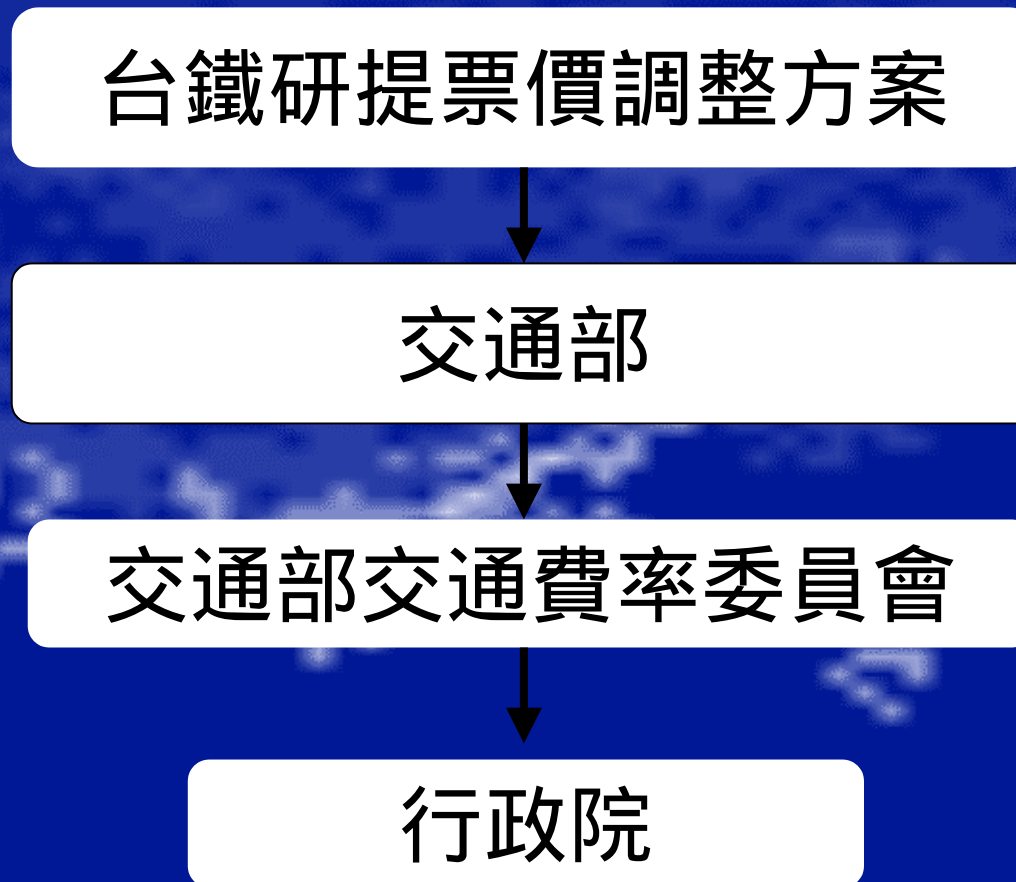 台鐵研提票價調整方案
交通部
交通部交通費率委員會
行政院